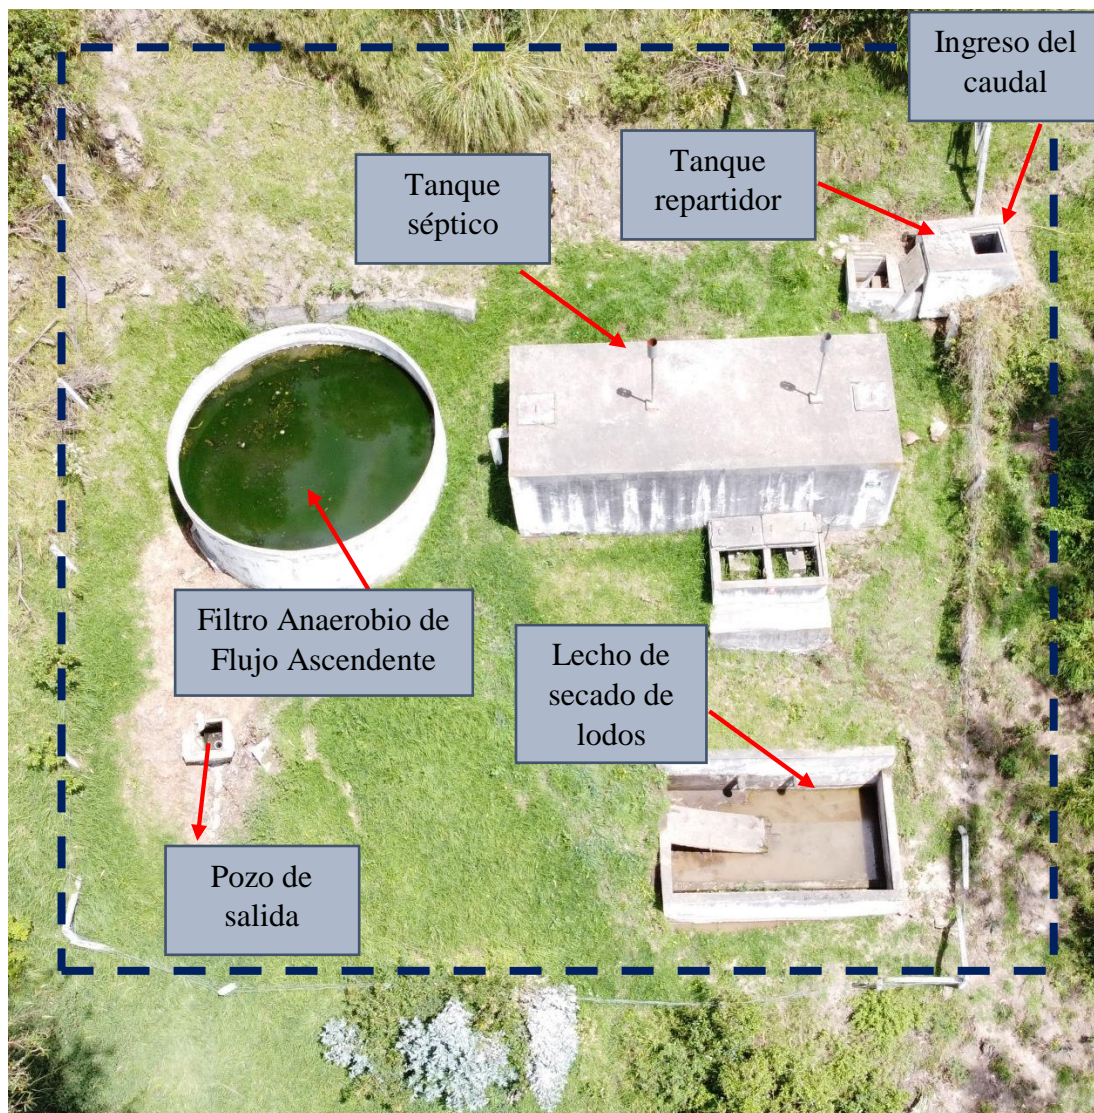 Ingreso del
caudal
Tanque
repartidor
Tanque
séptico
Filtro Anaerobio de
Flujo Ascendente
Lecho de
secado de
lodos
Pozo de
salida